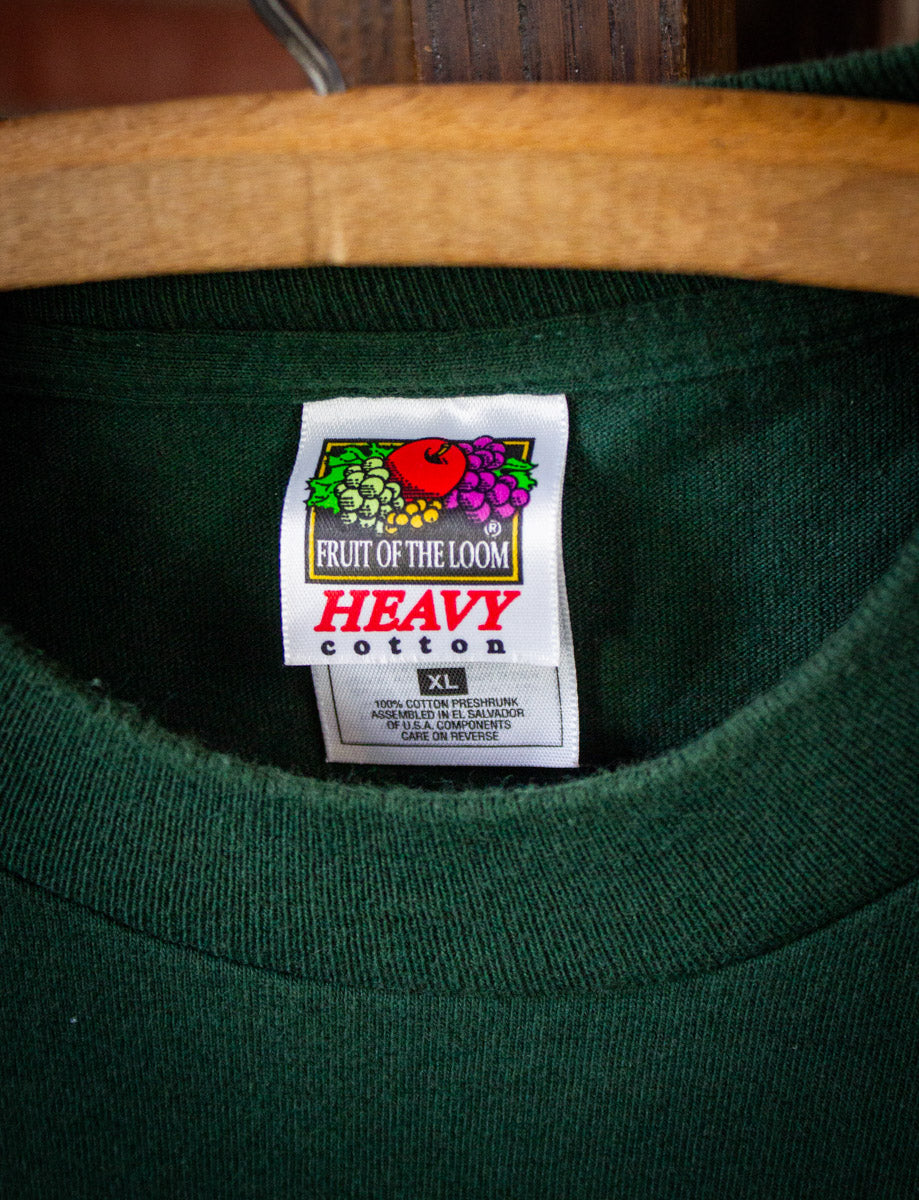 ®
FRUIT OF THE LOOM
HEAVY
cotton
XL
100% COTTON PRESHRUNK
ASSEMBLED IN EL SALVADOR
OF U.S.A. COMPONENTS
CARE ON REVERSE